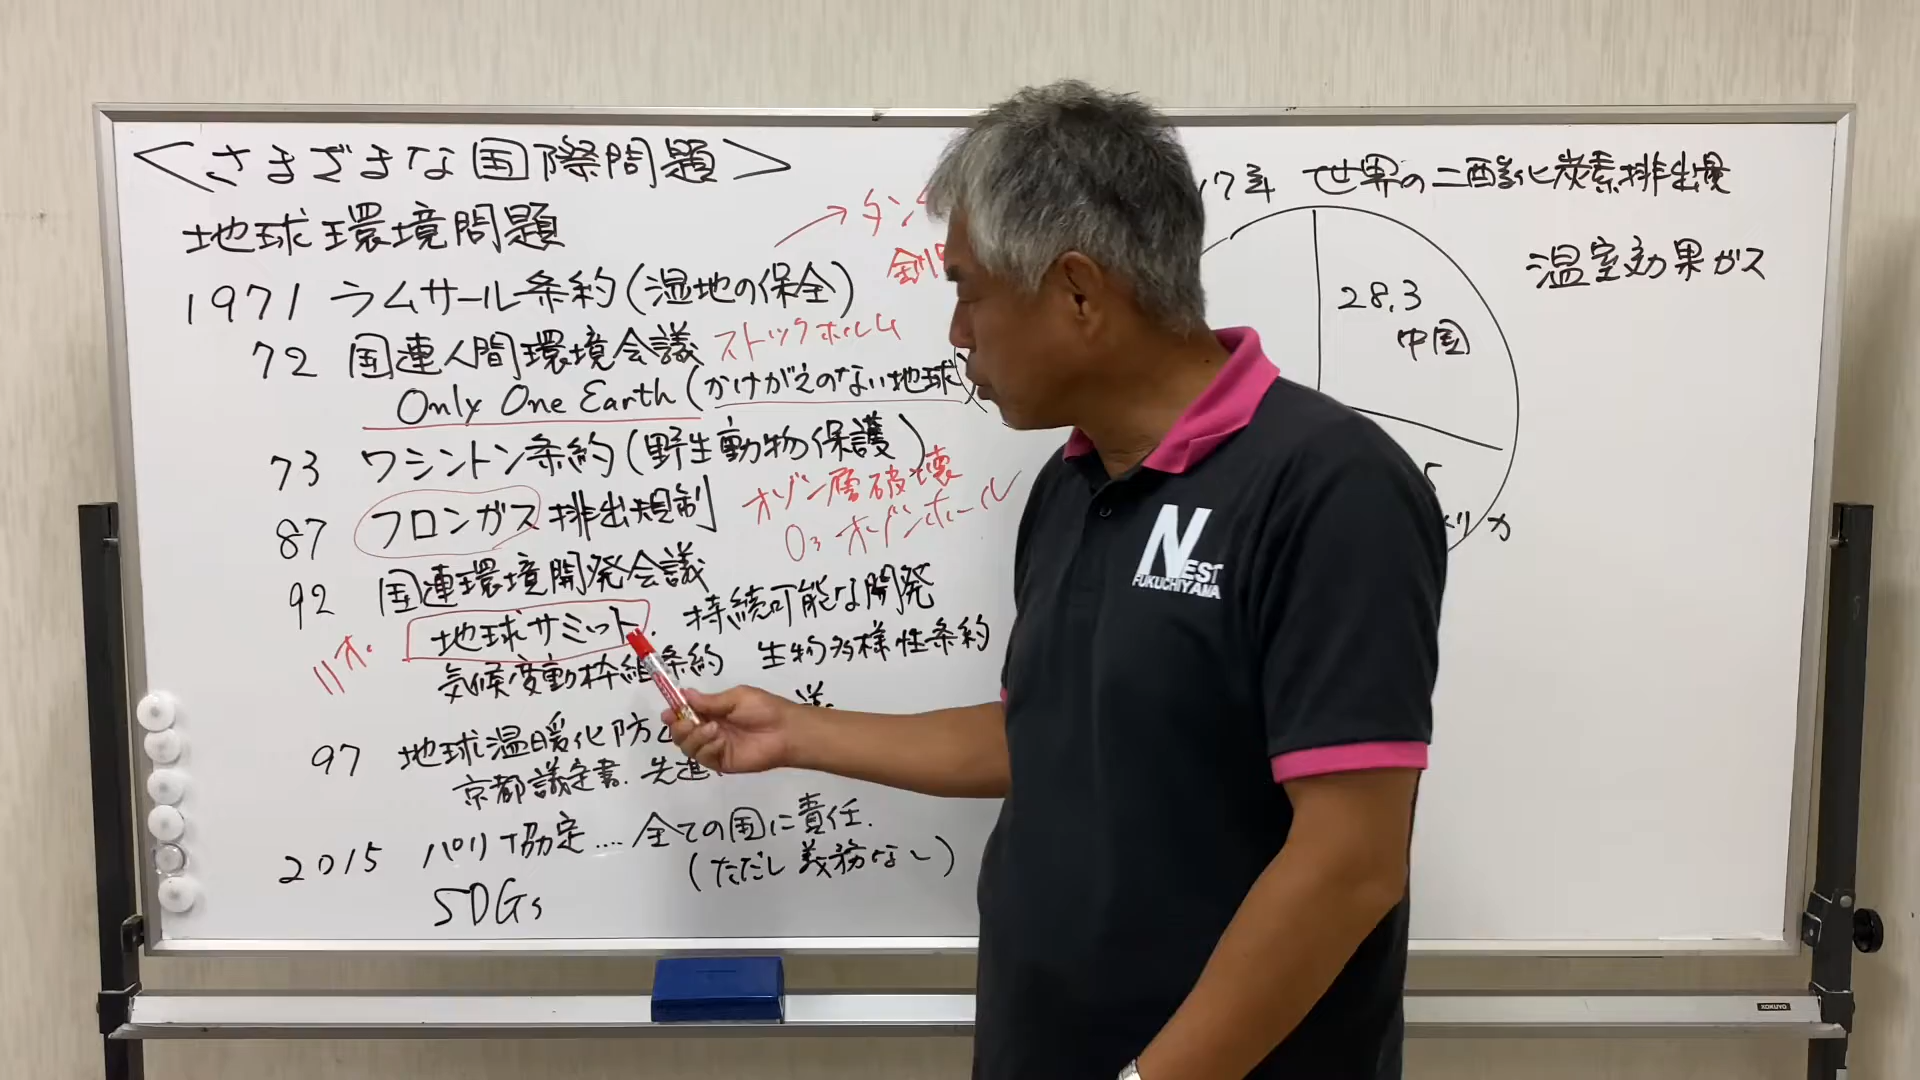 <さまざまな国際問題>
地球環境問題
1971 ラムサール条約(湿地の保全)
72 国連人間環境会議 ストックホルム
Only One Earth(かけがえのない地球)
73 ワシントン条約(野生動物保護)
87 フロンガス排出規制 オゾン層破壊
O₃ オゾンホール
92 国連環境開発会議
地球サミット. 持続可能な開発
リオ.
気候変動枠組条約 生物多様性条約
97 地球温暖化防 議
京都議定書. 先進
2015 パリ協定.... 全ての国に責任.
(ただし義務なし)
SDGs
17年 世界の二酸化炭素排出量
温室効果ガス
28.3
中国
リカ
NEST
FUKUCHIYAMA
KOKUYO